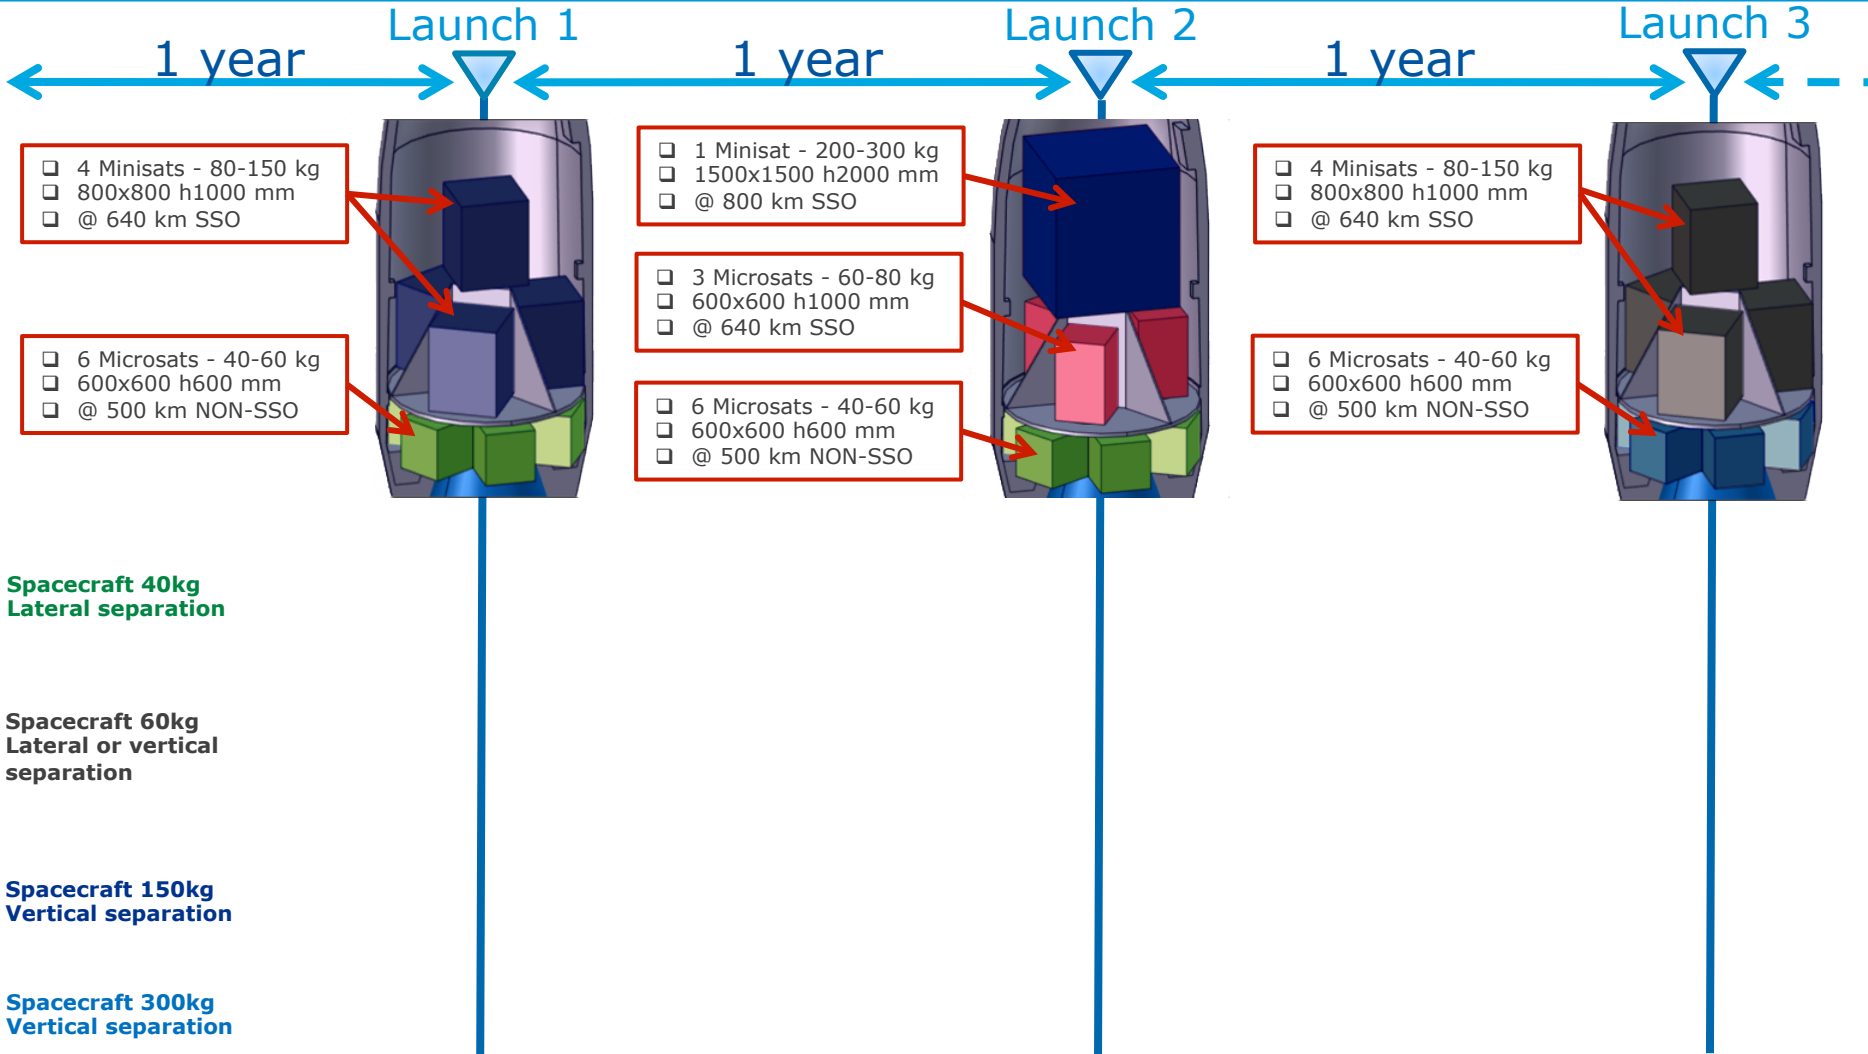 Launch 1
Launch 2
Launch 3
1 year
1 year
1 year
❑ 4 Minisats - 80-150 kg
❑ 800x800 h1000 mm
❑ @ 640 km SSO
❑ 6 Microsats - 40-60 kg
❑ 600x600 h600 mm
❑ @ 500 km NON-SSO
❑ 1 Minisat - 200-300 kg
❑ 1500x1500 h2000 mm
❑ @ 800 km SSO
❑ 3 Microsats - 60-80 kg
❑ 600x600 h1000 mm
❑ @ 640 km SSO
❑ 6 Microsats - 40-60 kg
❑ 600x600 h600 mm
❑ @ 500 km NON-SSO
❑ 4 Minisats - 80-150 kg
❑ 800x800 h1000 mm
❑ @ 640 km SSO
❑ 6 Microsats - 40-60 kg
❑ 600x600 h600 mm
❑ @ 500 km NON-SSO
Spacecraft 40kg
Lateral separation
Spacecraft 60kg
Lateral or vertical
separation
Spacecraft 150kg
Vertical separation
Spacecraft 300kg
Vertical separation